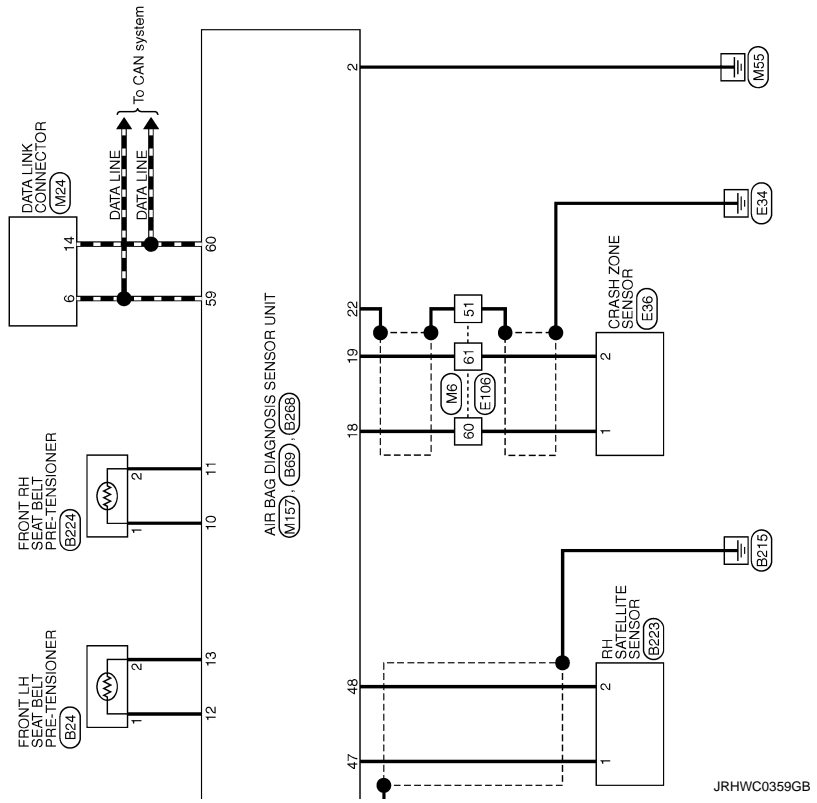 To CAN system
DATA LINK
CONNECTOR
M24
14
6
DATA LINE
DATA LINE
60
59
2
M55
AIR BAG DIAGNOSIS SENSOR UNIT
M157 , B69 , B268
FRONT RH
SEAT BELT
PRE-TENSIONER
B224
2
1
11
10
22
19
18
51
61
60
M6
E106
E34
CRASH ZONE
SENSOR
E36
2
1
FRONT LH
SEAT BELT
PRE-TENSIONER
B24
2
1
13
12
48
47
B215
RH
SATELLITE
SENSOR
B223
2
1
JRHWC0359GB